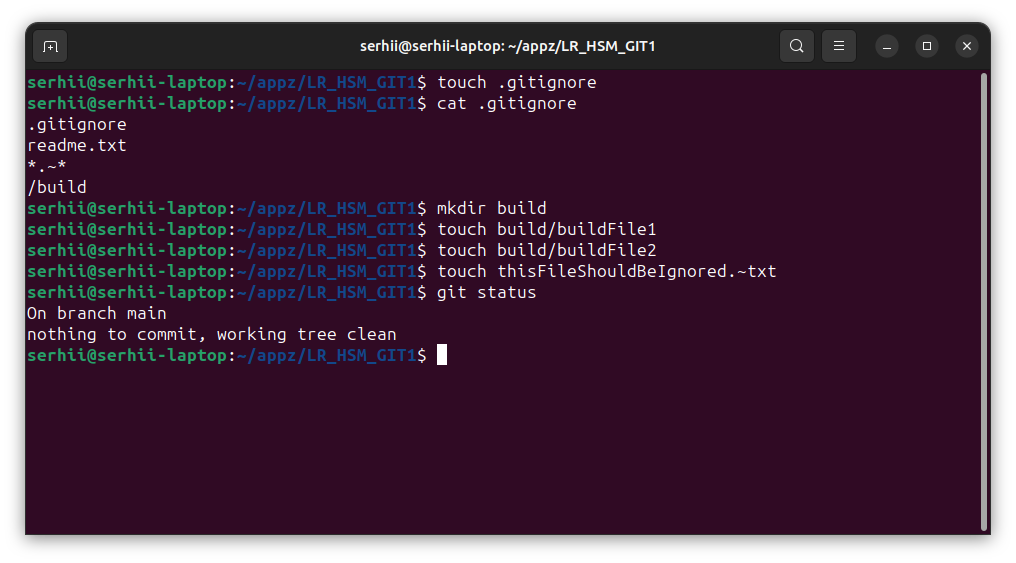 serhii@serhii-laptop: ~/appz/LR_HSM_GIT1
serhii@serhii-laptop:~/appz/LR_HSM_GIT1$ touch .gitignore
serhii@serhii-laptop:~/appz/LR_HSM_GIT1$ cat .gitignore
.gitignore
readme.txt
*.~*
/build
serhii@serhii-laptop:~/appz/LR_HSM_GIT1$ mkdir build
serhii@serhii-laptop:~/appz/LR_HSM_GIT1$ touch build/buildFile1
serhii@serhii-laptop:~/appz/LR_HSM_GIT1$ touch build/buildFile2
serhii@serhii-laptop:~/appz/LR_HSM_GIT1$ touch thisFileShouldBeIgnored.~txt
serhii@serhii-laptop:~/appz/LR_HSM_GIT1$ git status
On branch main
nothing to commit, working tree clean
serhii@serhii-laptop:~/appz/LR_HSM_GIT1$